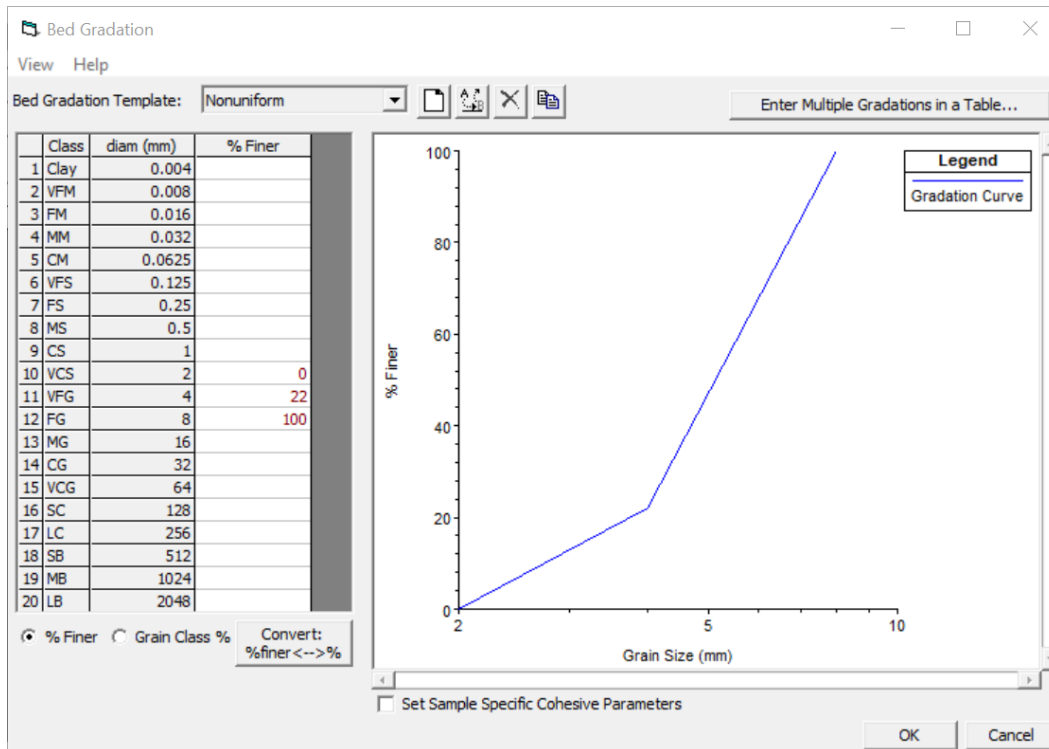 Bed Gradation
View Help
Bed Gradation Template: Nonuniform
Enter Multiple Gradations in a Table...
Class diam (mm) % Finer
1 Clay 0.004
2 VFM 0.008
3 FM 0.016
4 MM 0.032
5 CM 0.0625
6 VFS 0.125
7 FS 0.25
8 MS 0.5
9 CS 1
10 VCS 2 0
11 VFG 4 22
12 FG 8 100
13 MG 16
14 CG 32
15 VCG 64
16 SC 128
17 LC 256
18 SB 512
19 MB 1024
20 LB 2048
% Finer Grain Class %
Convert:
%finer<-->%
Legend
Gradation Curve
100
80
60
40
20
0
% Finer
2 5 10
Grain Size (mm)
Set Sample Specific Cohesive Parameters
OK Cancel